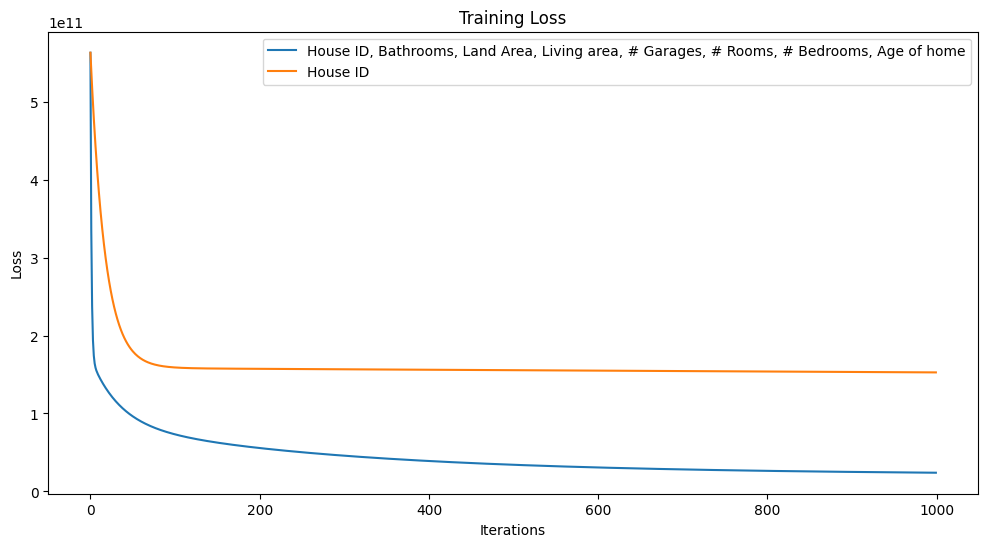 Training Loss
1e11
House ID, Bathrooms, Land Area, Living area, # Garages, # Rooms, # Bedrooms, Age of home
House ID
5
4
3
2
1
0
Loss
0 200 400 600 800 1000
Iterations